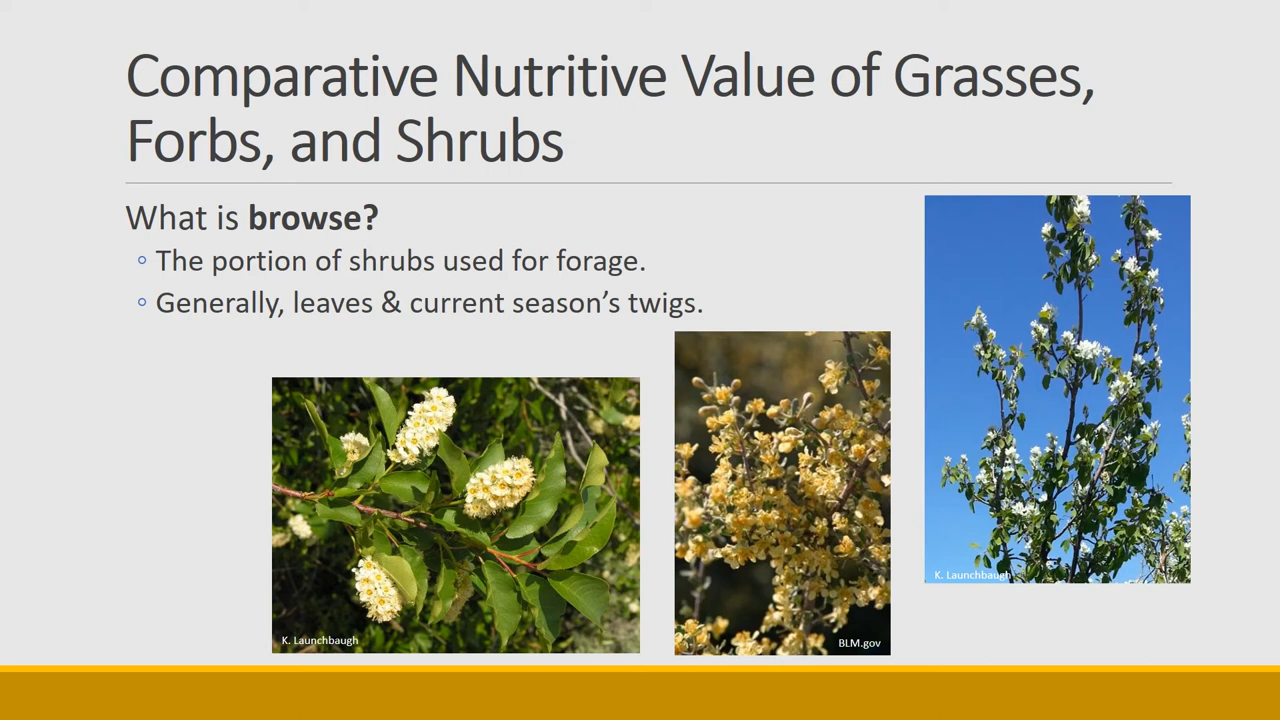 Comparative Nutritive Value of Grasses,
Forbs, and Shrubs
What is browse?
◦ The portion of shrubs used for forage.
◦ Generally, leaves & current season’s twigs.
K. Launchbaugh
BLM.gov
K. Launchbaugh